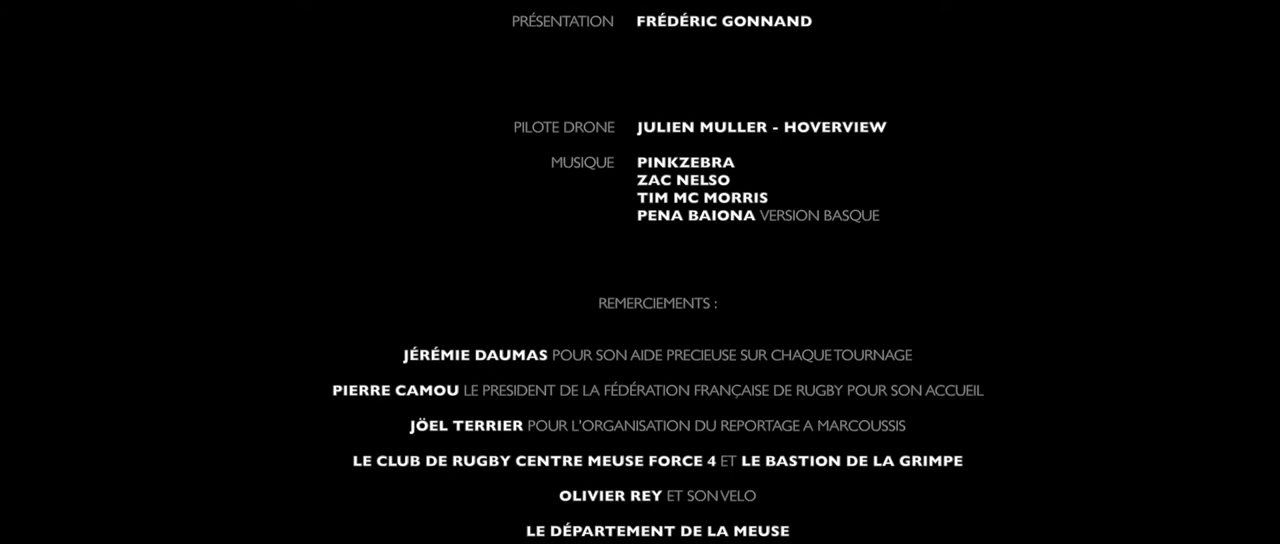 PRÉSENTATION FRÉDÉRIC GONNAND
PILOTE DRONE JULIEN MULLER - HOVERVIEW
MUSIQUE PINKZEBRA
ZAC NELSO
TIM MC MORRIS
PENA BAIONA VERSION BASQUE
REMERCIEMENTS :
JÉRÉMIE DAUMAS POUR SON AIDE PRECIEUSE SUR CHAQUE TOURNAGE
PIERRE CAMOU LE PRESIDENT DE LA FÉDÉRATION FRANÇAISE DE RUGBY POUR SON ACCUEIL
JÖEL TERRIER POUR L'ORGANISATION DU REPORTAGE A MARCOUSSIS
LE CLUB DE RUGBY CENTRE MEUSE FORCE 4 ET LE BASTION DE LA GRIMPE
OLIVIER REY ET SON VELO
LE DÉPARTEMENT DE LA MEUSE